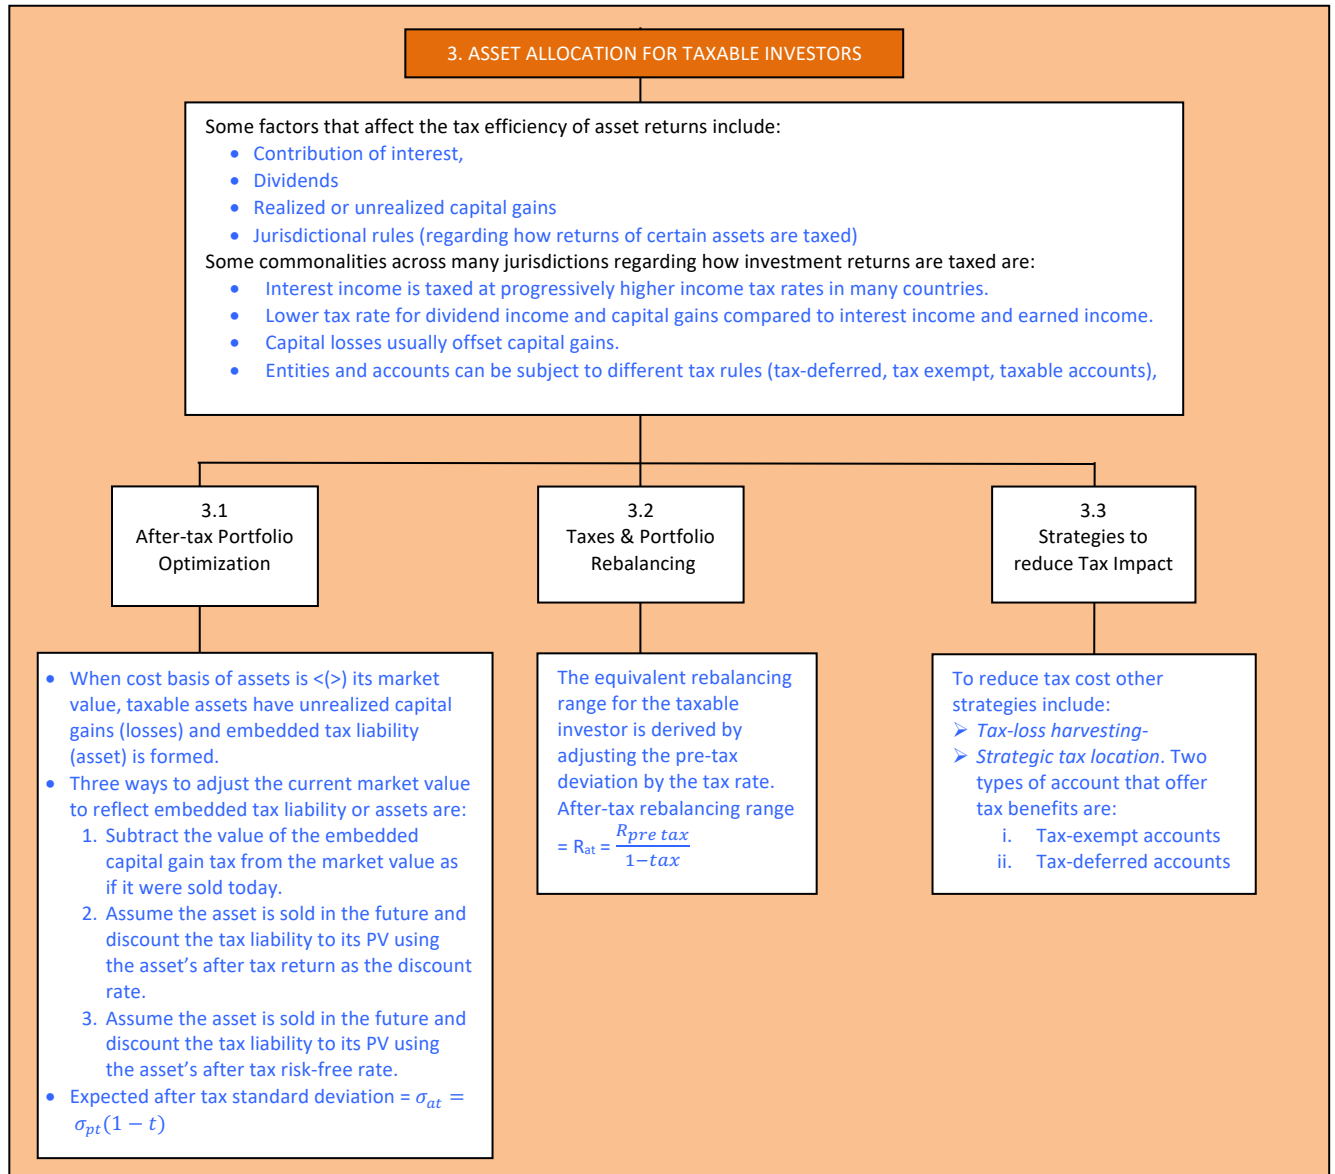 3. ASSET ALLOCATION FOR TAXABLE INVESTORS
Some factors that affect the tax efficiency of asset returns include:
• Contribution of interest,
• Dividends
• Realized or unrealized capital gains
• Jurisdictional rules (regarding how returns of certain assets are taxed)
Some commonalities across many jurisdictions regarding how investment returns are taxed are:
• Interest income is taxed at progressively higher income tax rates in many countries.
• Lower tax rate for dividend income and capital gains compared to interest income and earned income.
• Capital losses usually offset capital gains.
• Entities and accounts can be subject to different tax rules (tax-deferred, tax exempt, taxable accounts),
3.1
After-tax Portfolio
Optimization
• When cost basis of assets is <(>) its market
value, taxable assets have unrealized capital
gains (losses) and embedded tax liability
(asset) is formed.
• Three ways to adjust the current market value
to reflect embedded tax liability or assets are:
1. Subtract the value of the embedded
capital gain tax from the market value as
if it were sold today.
2. Assume the asset is sold in the future and
discount the tax liability to its PV using
the asset's after tax return as the discount
rate.
3. Assume the asset is sold in the future and
discount the tax liability to its PV using
the asset's after tax risk-free rate.
• Expected after tax standard deviation = σ_at =
σ_pt(1 − t)
3.2
Taxes & Portfolio
Rebalancing
The equivalent rebalancing
range for the taxable
investor is derived by
adjusting the pre-tax
deviation by the tax rate.
After-tax rebalancing range
= R_at = R_pre tax / (1−tax)
3.3
Strategies to
reduce Tax Impact
To reduce tax cost other
strategies include:
➢ Tax-loss harvesting-
➢ Strategic tax location. Two
types of account that offer
tax benefits are:
i. Tax-exempt accounts
ii. Tax-deferred accounts